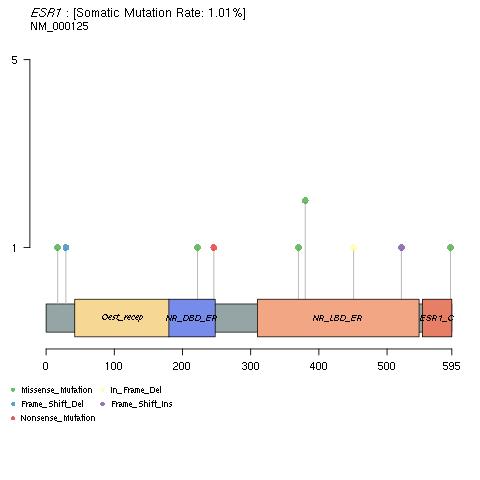 ESR1 : [Somatic Mutation Rate: 1.01%]
NM_000125
5
1
Oest_recep
NR_DBD_ER
NR_LBD_ER
ESR1_C
0
100
200
300
400
500
595
Missense_Mutation
In_Frame_Del
Frame_Shift_Del
Frame_Shift_Ins
Nonsense_Mutation